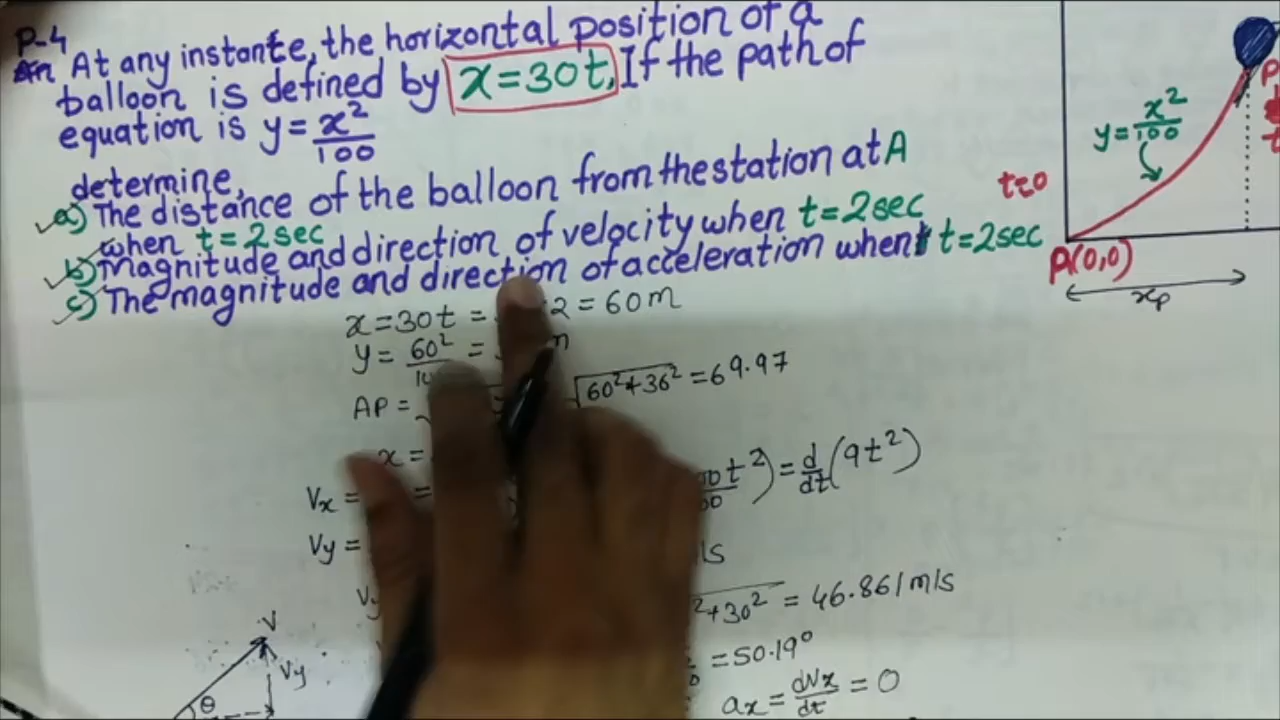 P-4
At any instante, the horizontal position of a
balloon is defined by x=30t, If the path of
equation is y= x²/100
determine,
a) The distance of the balloon from the station at A
when t=2sec
b) Magnitude and direction of velocity when t=2sec
c) The magnitude and direction of acceleration when t=2sec
x=30t = 2 = 60m
y= 60² =
AP= √60²+36² =69.97
x=
Vx = = d/dt (9t²)
Vy =
+30² = 46.861 m/s
=50.19°
ax = dVx/dt = 0
V
Vy
θ
y= x²/100
t=0
P(0,0)
xp